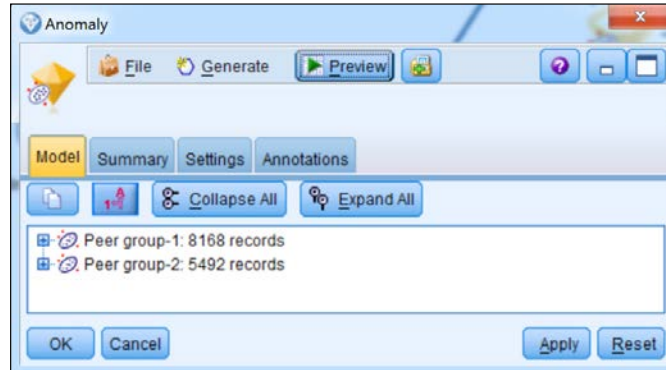 Anomaly
File Generate Preview
Model Summary Settings Annotations
Collapse All Expand All
Peer group-1: 8168 records
Peer group-2: 5492 records
OK Cancel Apply Reset